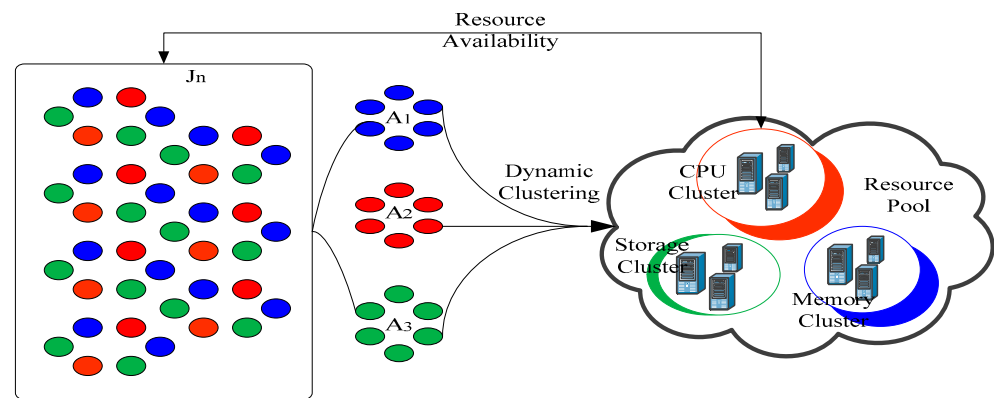 Resource
Availability
Jn
A1
A2
A3
Dynamic
Clustering
CPU
Cluster
Resource
Pool
Storage
Cluster
Memory
Cluster